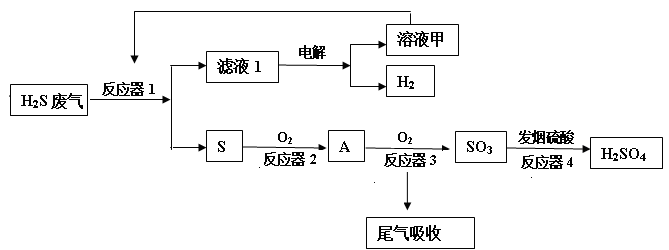 溶液甲
滤液 1
电解
H₂
H₂S 废气
反应器 1
S
O₂
反应器 2
A
O₂
反应器 3
SO₃
发烟硫酸
反应器 4
H₂SO₄
尾气吸收